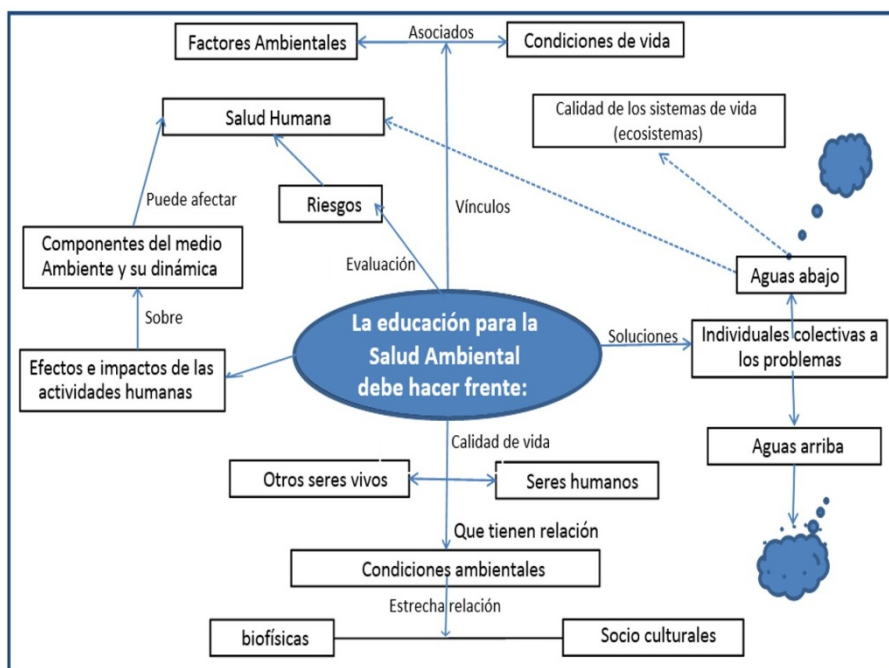 Factores Ambientales
Asociados
Condiciones de vida
Salud Humana
Calidad de los sistemas de vida
(ecosistemas)
Puede afectar
Riesgos
Vínculos
Componentes del medio
Ambiente y su dinámica
Evaluación
Aguas abajo
Sobre
La educación para la
Salud Ambiental
debe hacer frente:
Soluciones
Individuales colectivas a
los problemas
Efectos e impactos de las
actividades humanas
Calidad de vida
Aguas arriba
Otros seres vivos
Seres humanos
Que tienen relación
Condiciones ambientales
Estrecha relación
biofísicas
Socio culturales